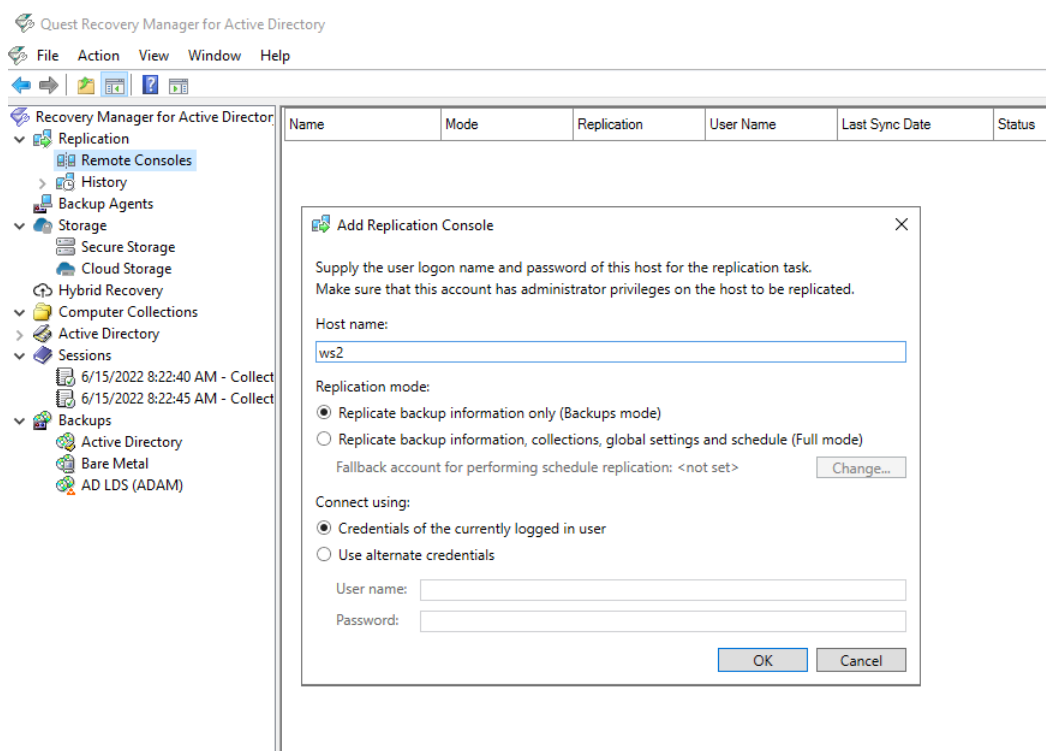 Quest Recovery Manager for Active Directory
File Action View Window Help
Recovery Manager for Active Director
Replication
Remote Consoles
History
Backup Agents
Storage
Secure Storage
Cloud Storage
Hybrid Recovery
Computer Collections
Active Directory
Sessions
6/15/2022 8:22:40 AM - Collect
6/15/2022 8:22:45 AM - Collect
Backups
Active Directory
Bare Metal
AD LDS (ADAM)
Name Mode Replication User Name Last Sync Date Status
Add Replication Console
Supply the user logon name and password of this host for the replication task.
Make sure that this account has administrator privileges on the host to be replicated.
Host name:
ws2
Replication mode:
Replicate backup information only (Backups mode)
Replicate backup information, collections, global settings and schedule (Full mode)
Fallback account for performing schedule replication: <not set> Change...
Connect using:
Credentials of the currently logged in user
Use alternate credentials
User name:
Password:
OK Cancel